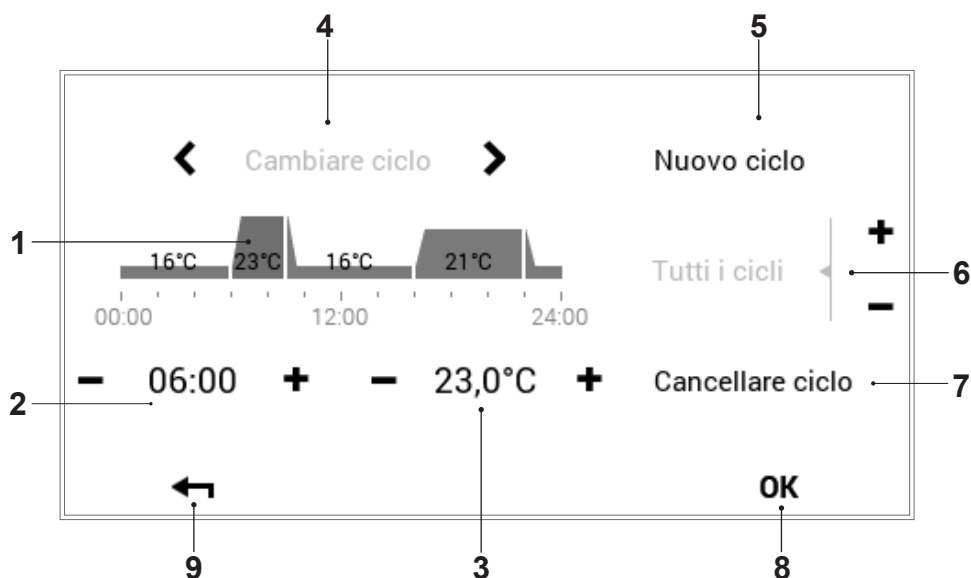 4 5
Cambiare ciclo Nuovo ciclo
1
16°C 23°C 16°C 21°C
Tutti i cicli
+
6
−
00:00 12:00 24:00
− 06:00 + − 23,0°C + Cancellare ciclo
7
2
OK
9 3 8